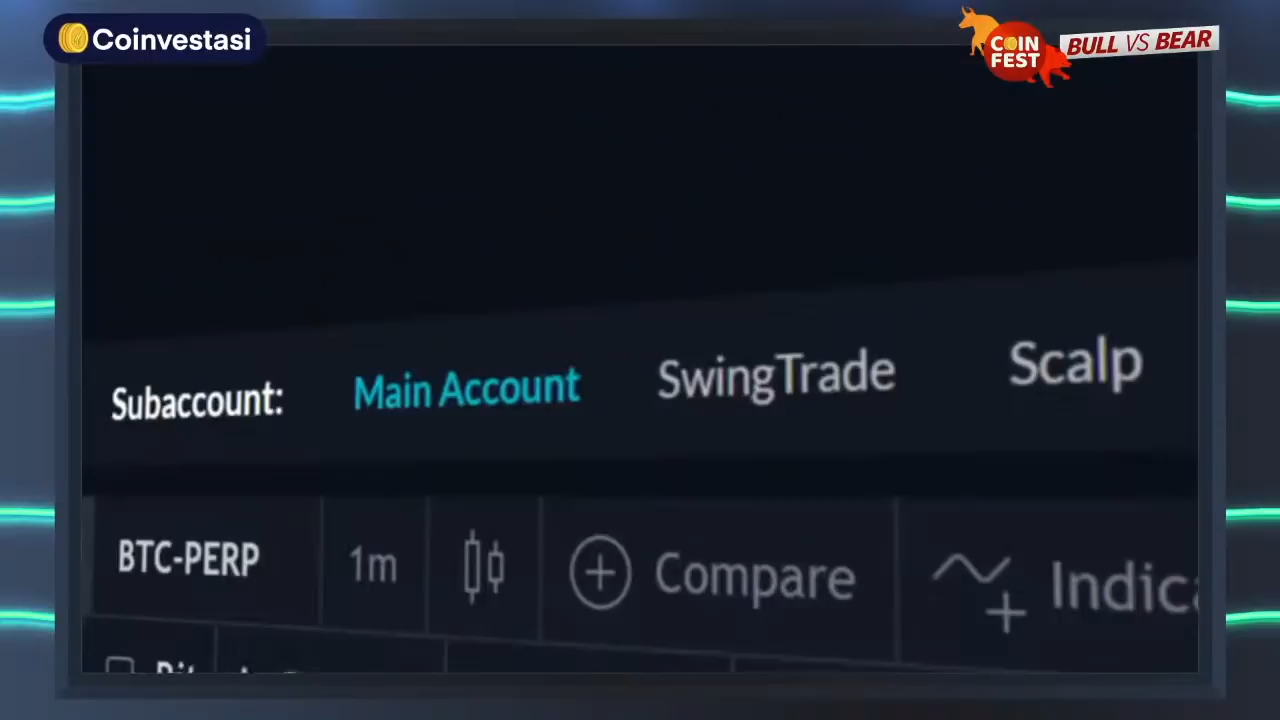 Coinvestasi
COIN
FEST
BULL VS BEAR
Subaccount: Main Account SwingTrade Scalp
BTC-PERP 1m Compare